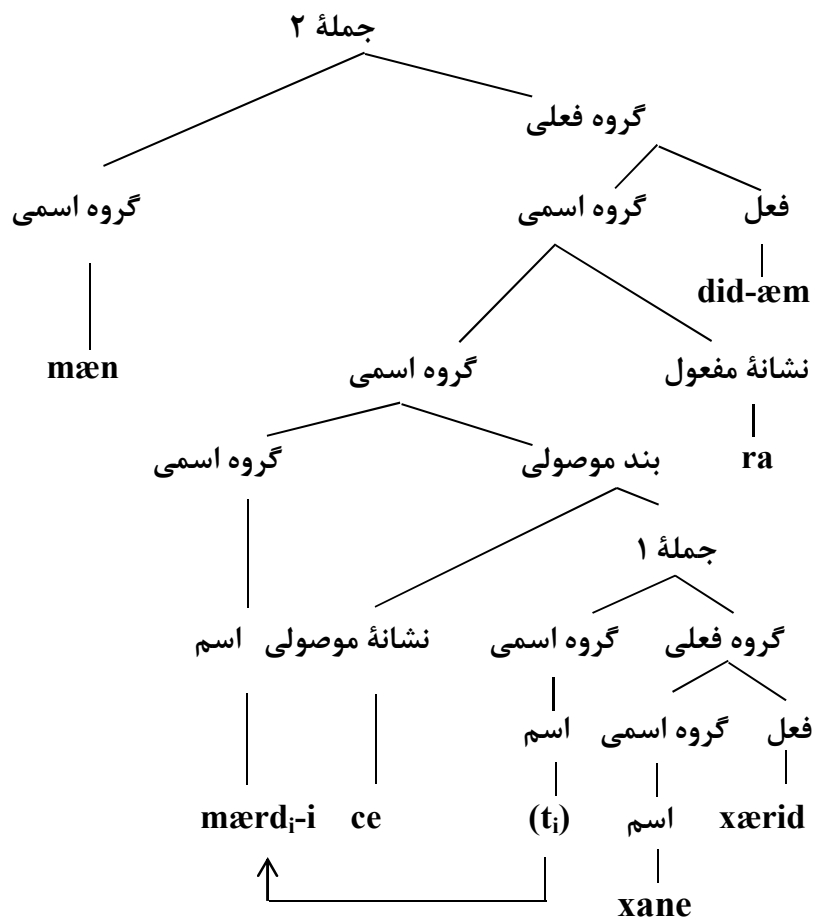 جملهٔ ۲
گروه فعلی
گروه اسمی گروه اسمی فعل
did-æm
mæn گروه اسمی نشانهٔ مفعول
گروه اسمی بند موصولی ra
جملهٔ ۱
اسم نشانهٔ موصولی گروه اسمی گروه فعلی
اسم گروه اسمی فعل
mærdᵢ-i ce (tᵢ) اسم xærid
xane